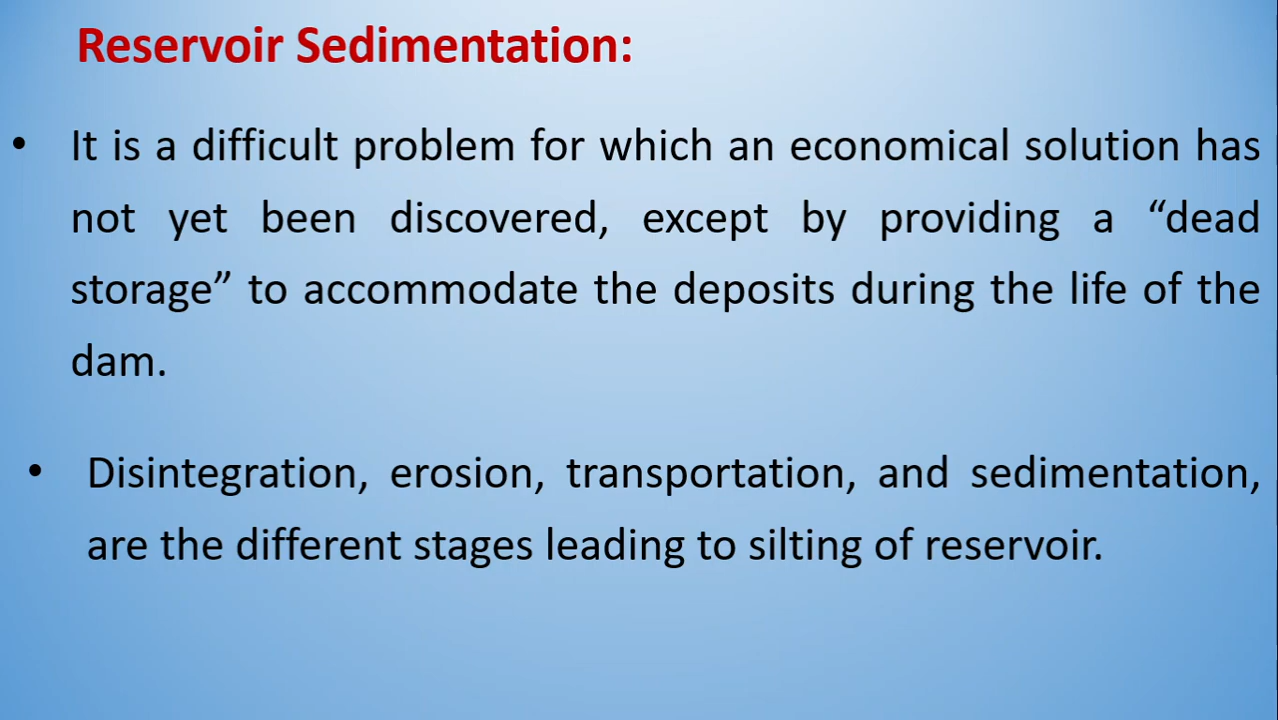 Reservoir Sedimentation:
• It is a difficult problem for which an economical solution has
not yet been discovered, except by providing a “dead
storage” to accommodate the deposits during the life of the
dam.
• Disintegration, erosion, transportation, and sedimentation,
are the different stages leading to silting of reservoir.